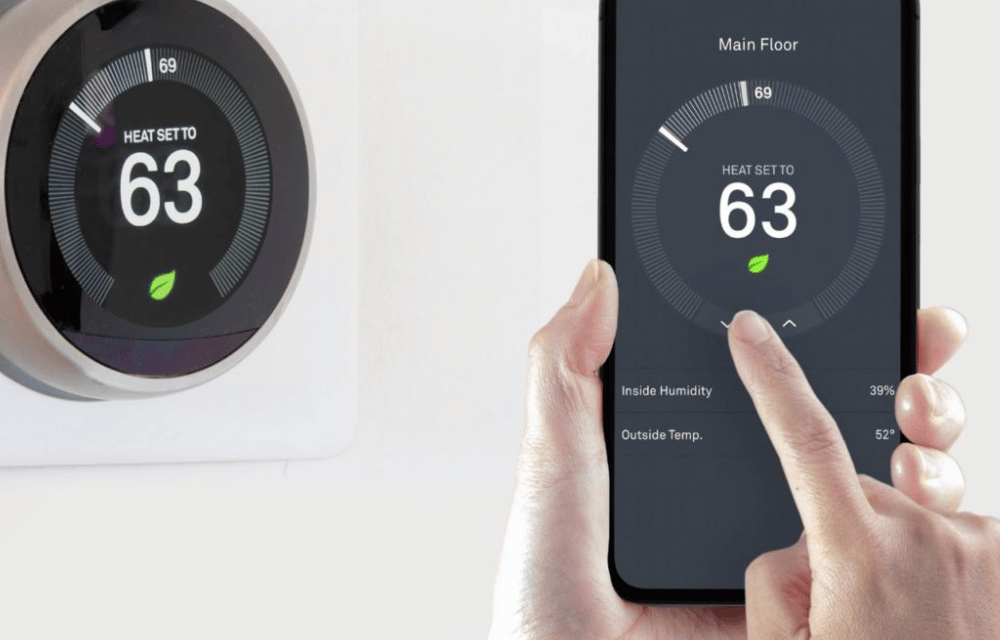 69
HEAT SET TO
63
Main Floor
69
HEAT SET TO
63
Inside Humidity 39%
Outside Temp. 52°